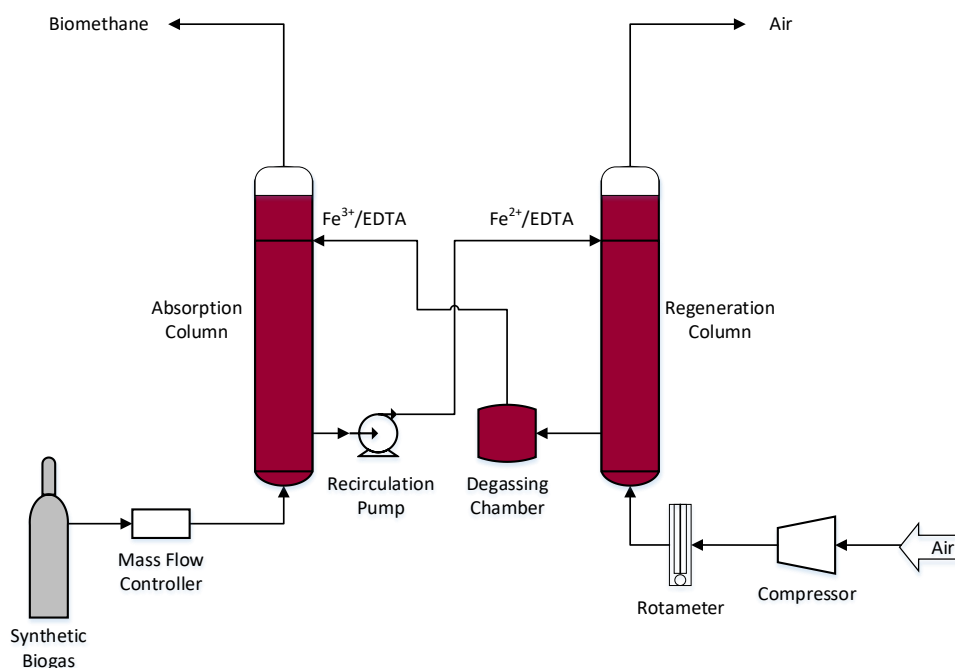 Biomethane
Air
Fe³⁺/EDTA
Fe²⁺/EDTA
Absorption
Column
Regeneration
Column
Recirculation
Pump
Degassing
Chamber
Mass Flow
Controller
Air
Rotameter
Compressor
Synthetic
Biogas